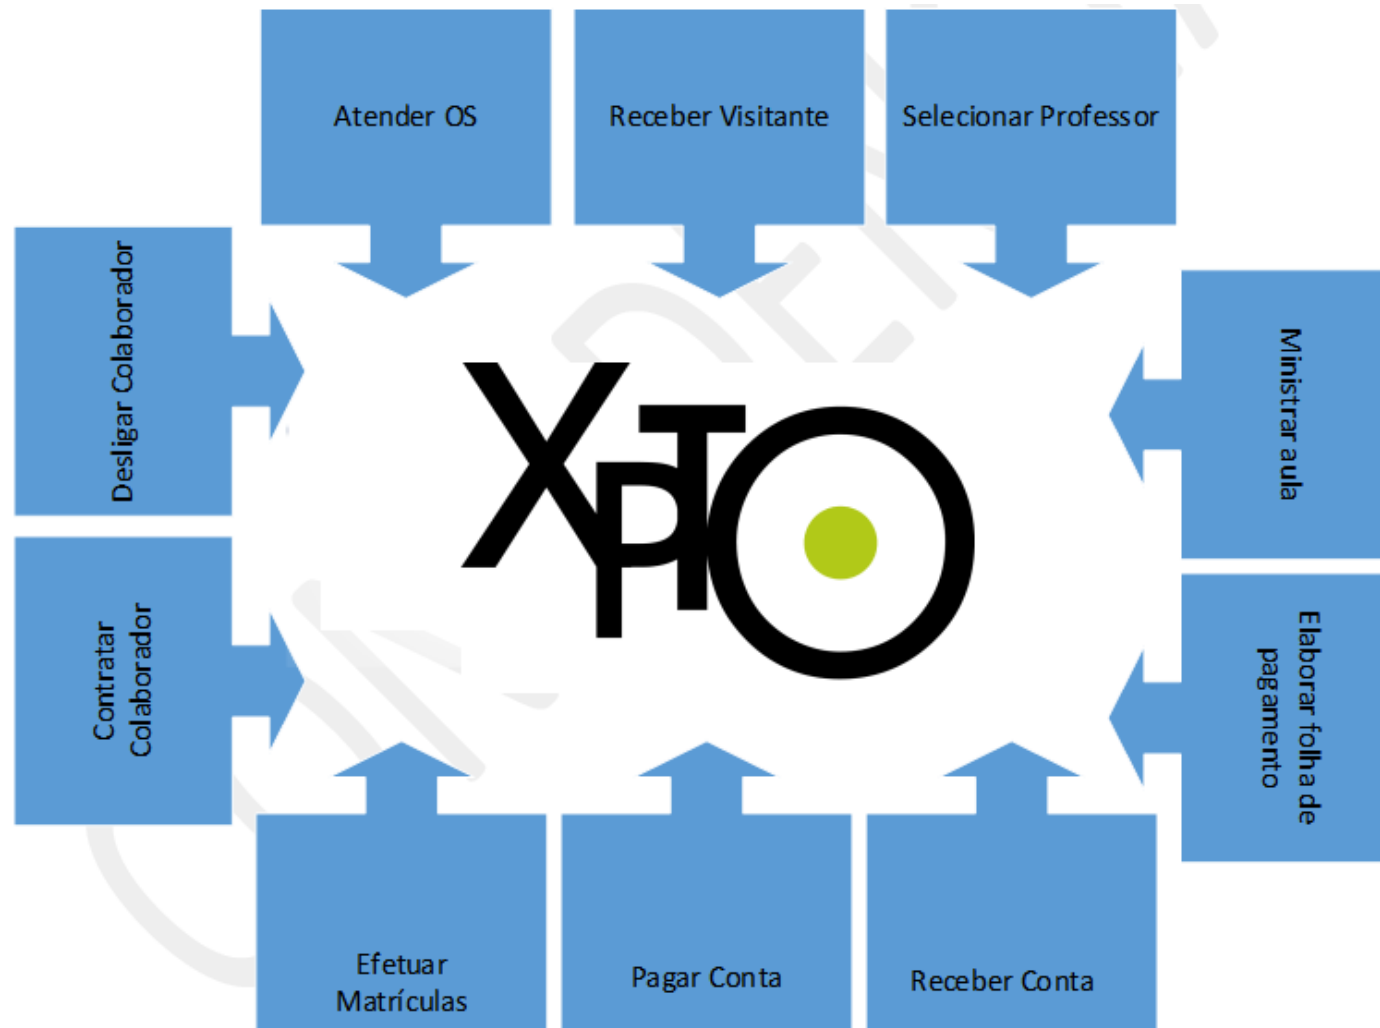 Atender OS
Receber Visitante
Selecionar Professor
Desligar Colaborador
XPTO
Ministrar aula
Contratar
Colaborador
Elaborar folha de
pagamento
Efetuar
Matrículas
Pagar Conta
Receber Conta